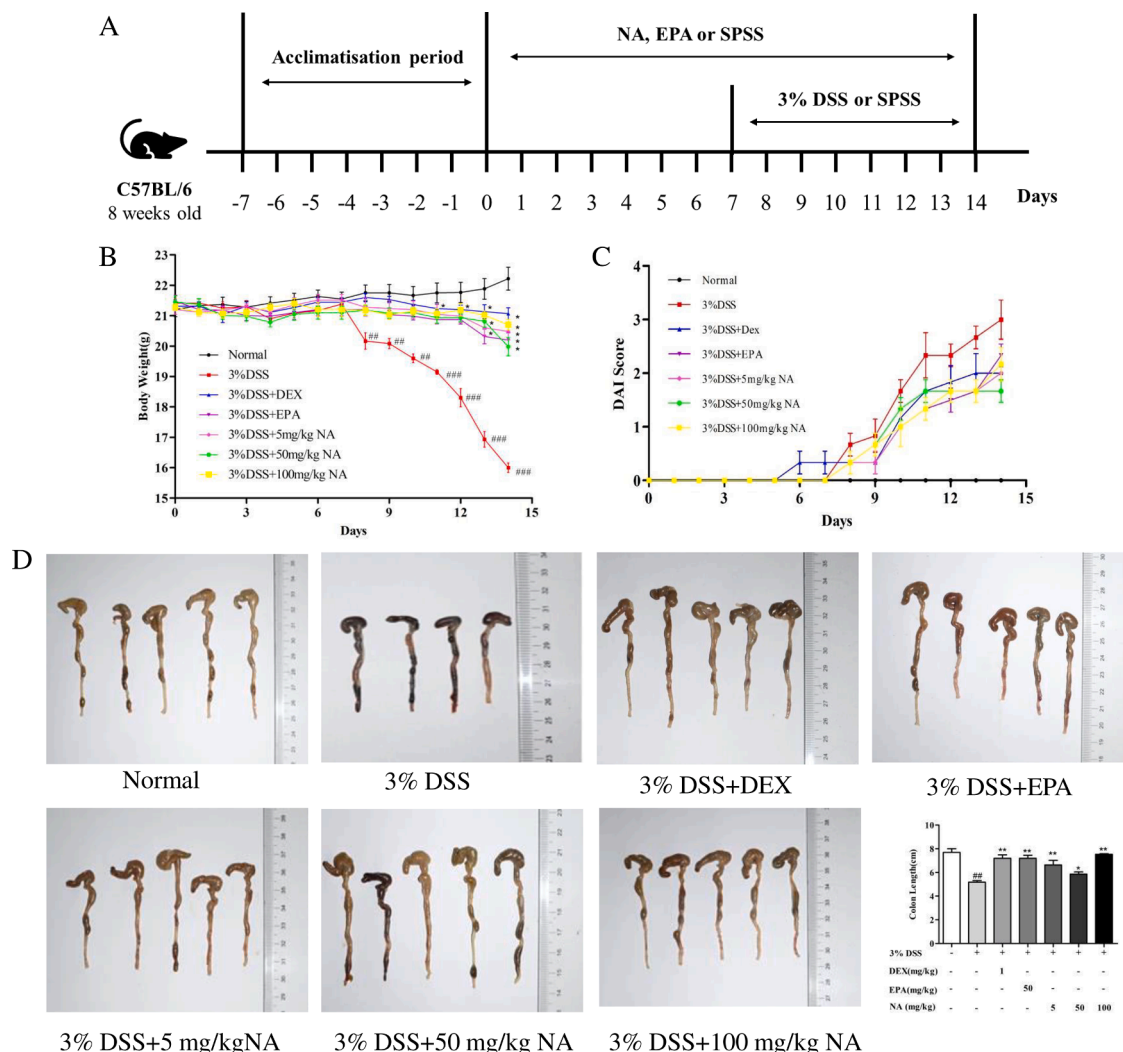 A
Acclimatisation period
NA, EPA or SPSS
3% DSS or SPSS
C57BL/6
8 weeks old
-7 -6 -5 -4 -3 -2 -1 0 1 2 3 4 5 6 7 8 9 10 11 12 13 14
Days
B
Body Weight(g)
23
22
21
20
19
18
17
16
15
0 3 6 9 12 15
Days
Normal
3%DSS
3%DSS+DEX
3%DSS+EPA
3%DSS+5mg/kg NA
3%DSS+50mg/kg NA
3%DSS+100mg/kg NA
## ## ## ### ### ### ###
* * * * * * * * *
C
DAI Score
4
3
2
1
0
0 3 6 9 12 15
Days
Normal
3%DSS
3%DSS+Dex
3%DSS+EPA
3%DSS+5mg/kg NA
3%DSS+50mg/kg NA
3%DSS+100mg/kg NA
D
Normal
3% DSS
3% DSS+DEX
3% DSS+EPA
3% DSS+5 mg/kgNA
3% DSS+50 mg/kg NA
3% DSS+100 mg/kg NA
Colon Length(cm)
10
8
6
4
2
0
## ** ** ** * **
3% DSS - + + + + + +
DEX(mg/kg) - - 1 - - - -
EPA(mg/kg) - - - 50 - - -
NA (mg/kg) - - - - 5 50 100